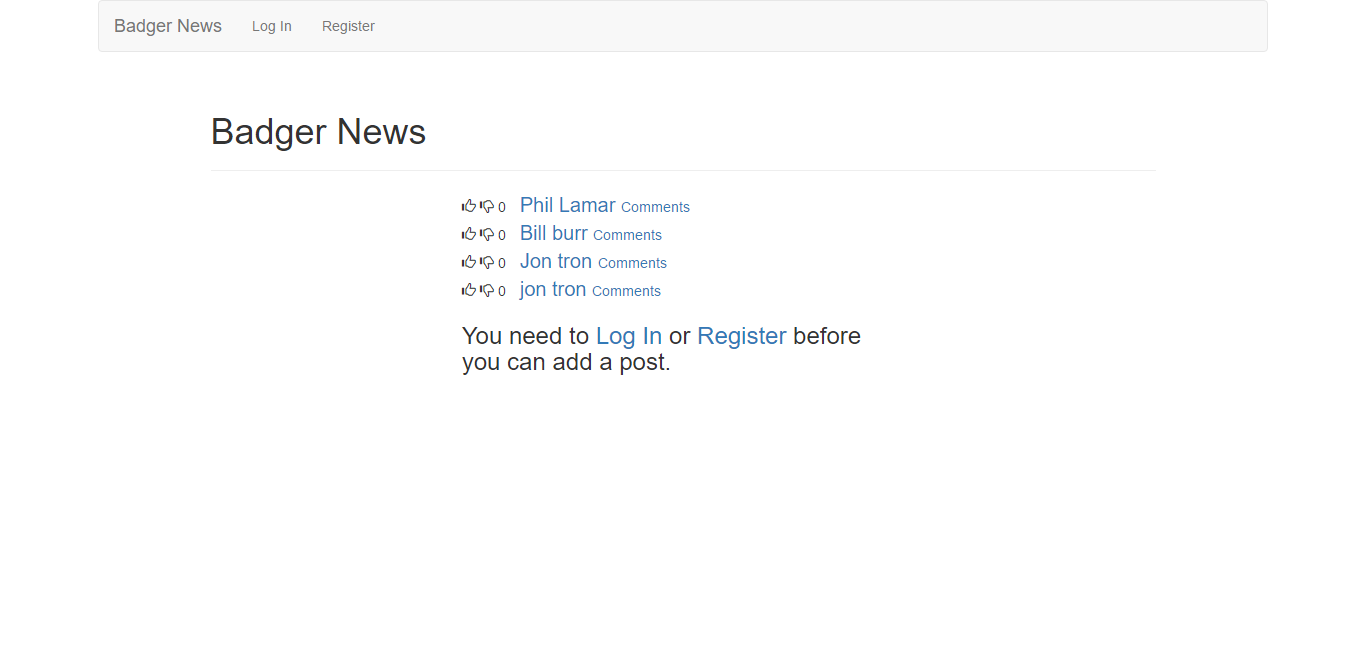 Badger News Log In Register
Badger News
0 Phil Lamar Comments
0 Bill burr Comments
0 Jon tron Comments
0 jon tron Comments
You need to Log In or Register before
you can add a post.